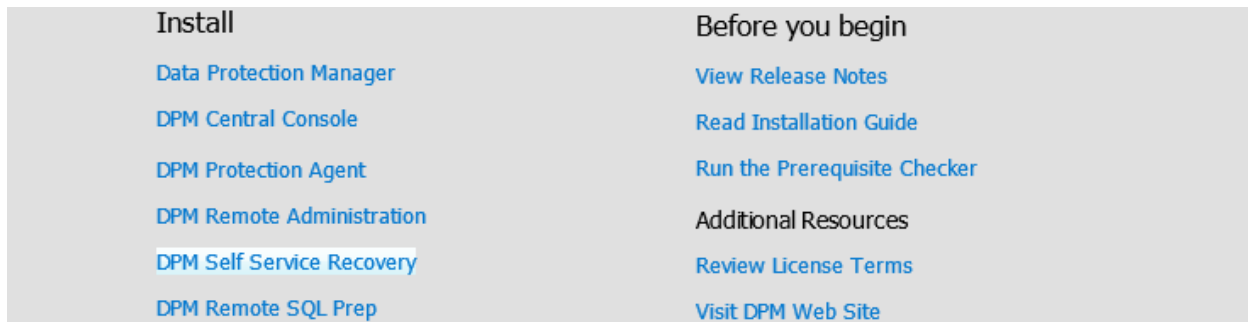 Install
Data Protection Manager
DPM Central Console
DPM Protection Agent
DPM Remote Administration
DPM Self Service Recovery
DPM Remote SQL Prep
Before you begin
View Release Notes
Read Installation Guide
Run the Prerequisite Checker
Additional Resources
Review License Terms
Visit DPM Web Site